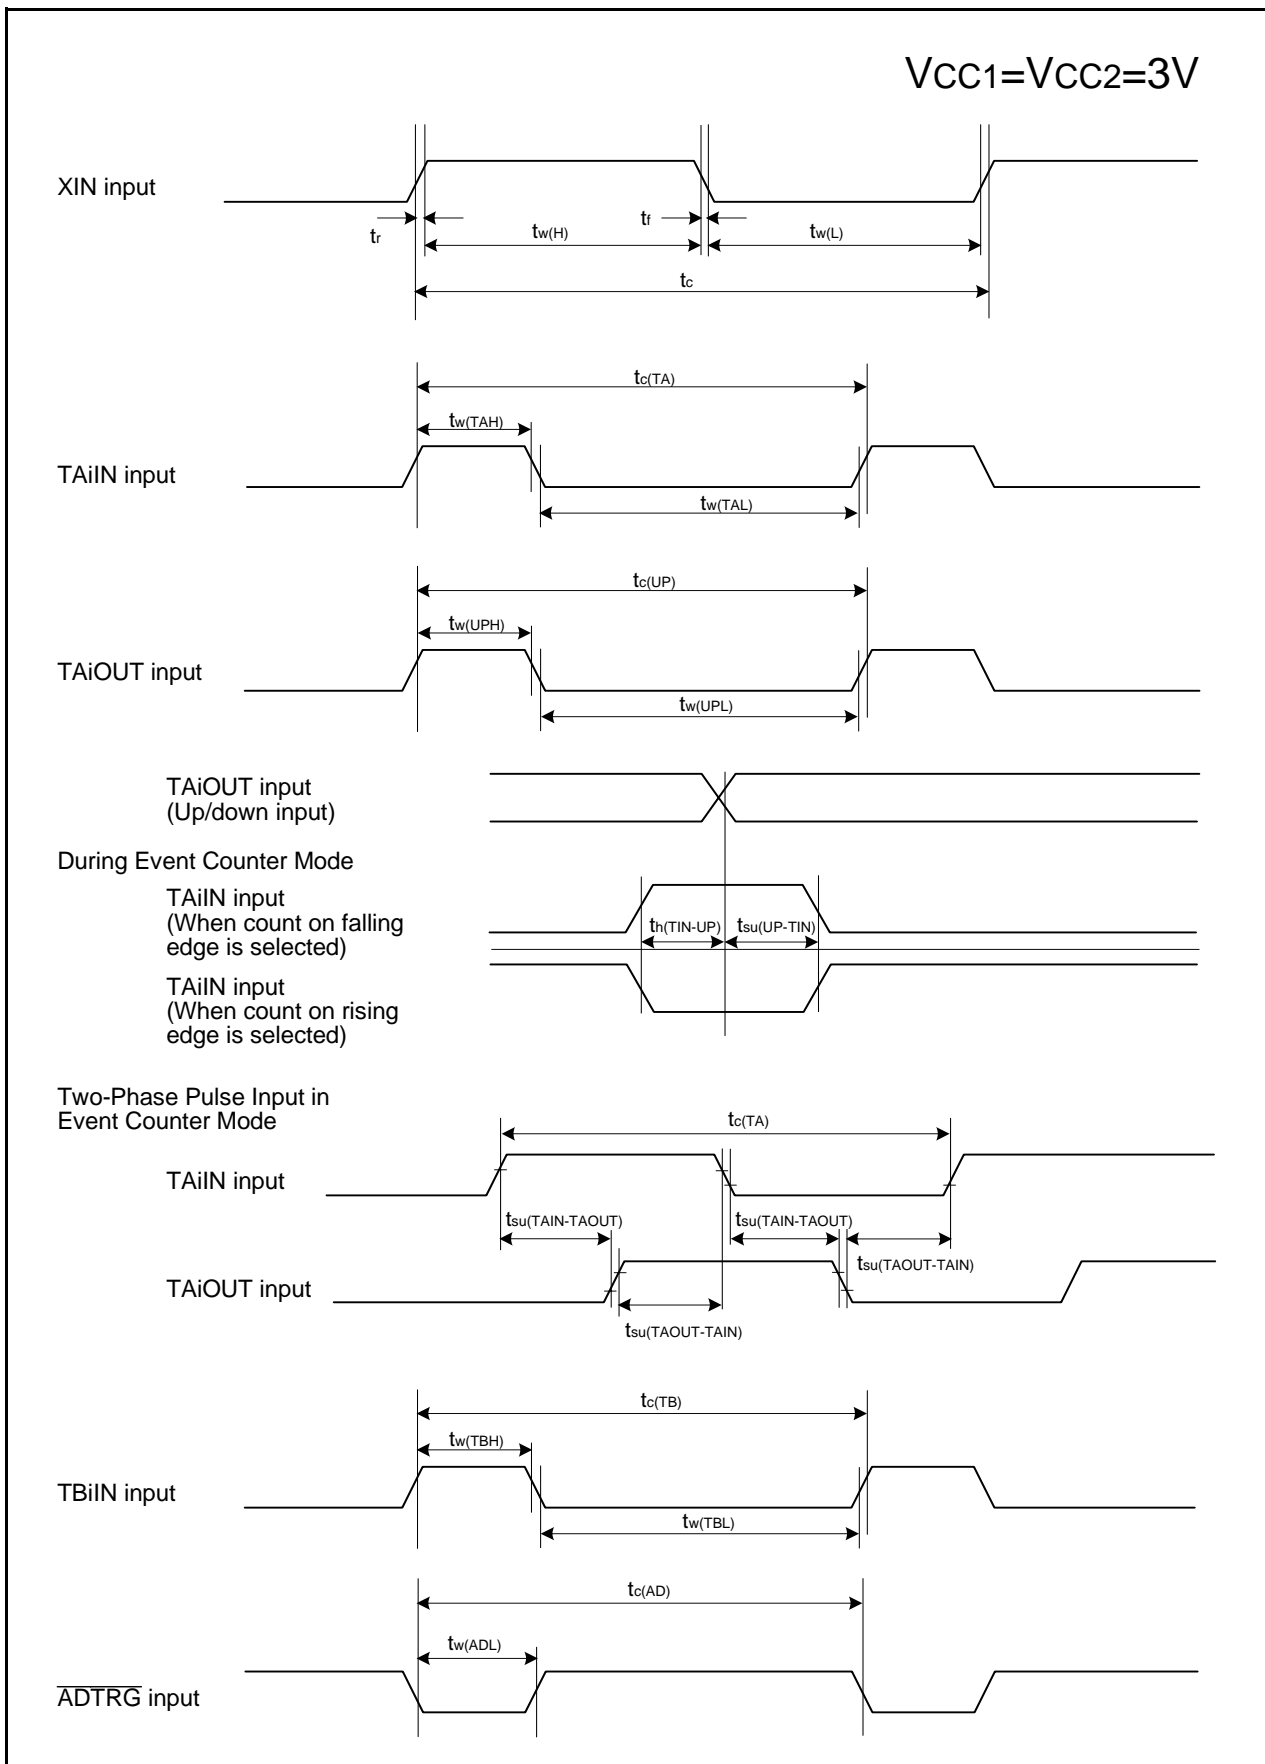 VCC1=VCC2=3V
XIN input
tr
tw(H)
tf
tw(L)
tc
tc(TA)
tw(TAH)
TAiIN input
tw(TAL)
tc(UP)
tw(UPH)
TAiOUT input
tw(UPL)
TAiOUT input
(Up/down input)
During Event Counter Mode
TAiIN input
(When count on falling
edge is selected)
th(TIN-UP)
tsu(UP-TIN)
TAiIN input
(When count on rising
edge is selected)
Two-Phase Pulse Input in
Event Counter Mode
tc(TA)
TAiIN input
tsu(TAIN-TAOUT)
tsu(TAIN-TAOUT)
tsu(TAOUT-TAIN)
TAiOUT input
tsu(TAOUT-TAIN)
tc(TB)
tw(TBH)
TBiIN input
tw(TBL)
tc(AD)
tw(ADL)
ADTRG input